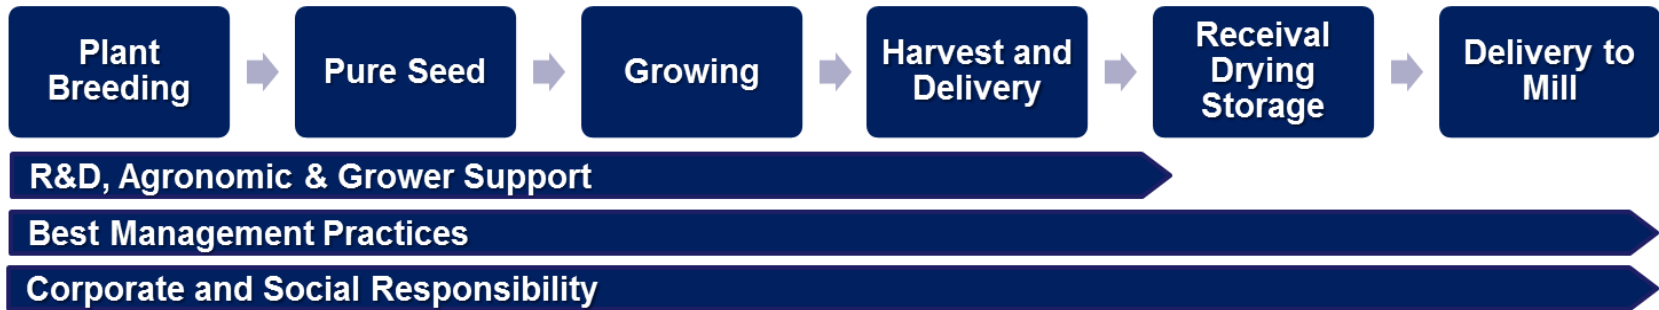 Plant
Breeding
Pure Seed
Growing
Harvest and
Delivery
Receival
Drying
Storage
Delivery to
Mill
R&D, Agronomic & Grower Support
Best Management Practices
Corporate and Social Responsibility